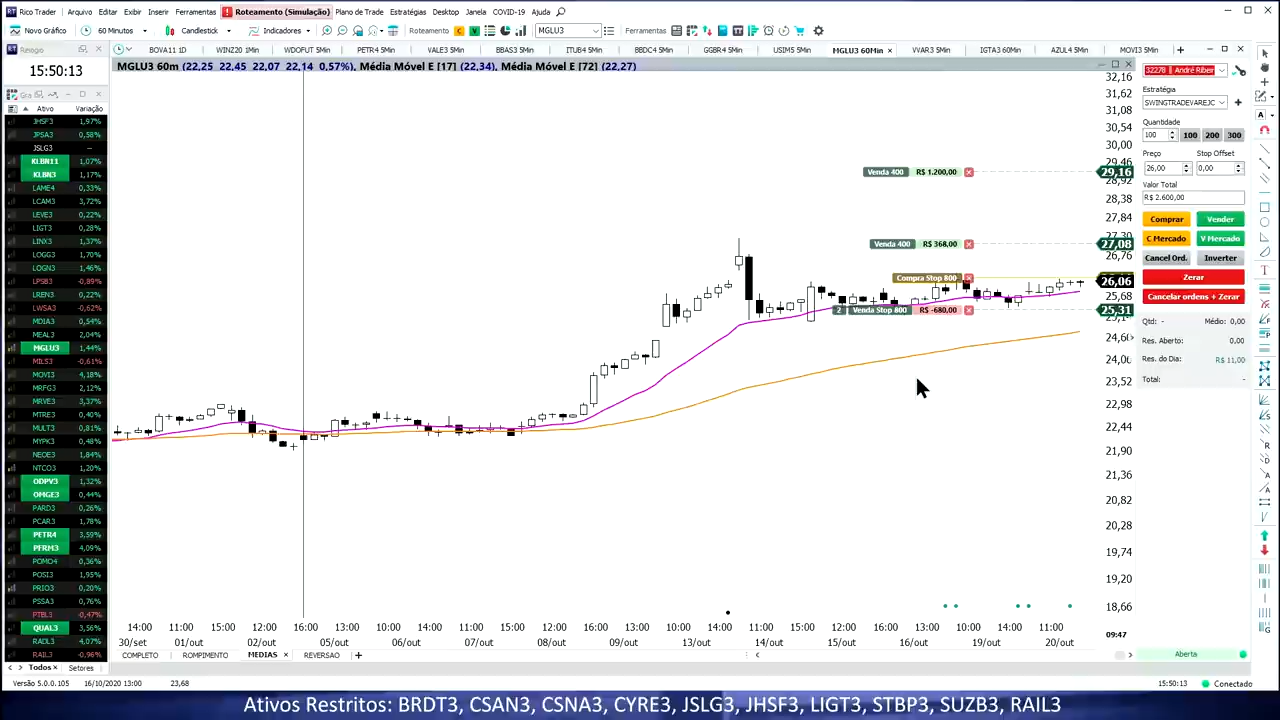 Rico Trader Arquivo Editar Exibir Inserir Ferramentas Roteamento (Simulação) Plano de Trade Estratégias Desktop Janela COVID-19 Ajuda
Novo Gráfico 60 Minutos Candlestick Indicadores Roteamento C V MGLU3 Ferramentas
Relogio BOVA11 1D WINZ20 1Min WDOFUT 5Min PETR4 5Min VALE3 5Min BBAS3 5Min ITUB4 5Min BBDC4 5Min GGBR4 5Min USIM5 5Min MGLU3 60Min VVAR3 5Min IGTA3 60Min AZUL4 5Min MOVI3 5Min
15:50:13
MGLU3 60m (22,25 22,45 22,07 22,14 0,57%), Média Móvel E [17] (22,34), Média Móvel E [72] (22,27)
Ativo Variação
JHSF3 1,97%
JPSA3 0,58%
JSLG3 --
KLBN11 1,07%
KLBN3 1,17%
LAME4 0,33%
LCAM3 3,72%
LEVE3 0,22%
LIGT3 0,28%
LINX3 1,37%
LOGG3 1,70%
LOGN3 1,46%
LPSB3 -0,89%
LREN3 0,22%
LWSA3 -0,62%
MDIA3 0,54%
MEAL3 2,04%
MGLU3 1,44%
MILS3 -0,61%
MOVI3 4,18%
MRFG3 2,12%
MRVE3 3,37%
MTRE3 0,40%
MULT3 0,81%
MYPK3 0,48%
NEOE3 1,84%
NTCO3 1,20%
ODPV3 1,32%
OMGE3 0,44%
PARD3 0,26%
PCAR3 1,78%
PETR4 3,59%
PFRM3 4,09%
POMO4 0,36%
POSI3 1,95%
PRIO3 0,20%
PSSA3 0,76%
PTBL3 -0,47%
QUAL3 3,56%
RADL3 4,07%
RAIL3 -0,96%
Todos Setores
32,16
31,62
31,08
30,54
30,00
29,46
29,16
28,92
28,38
27,84
27,30
27,08
26,76
26,06
25,68
25,31
24,60
24,06
23,52
22,98
22,44
21,90
21,36
20,82
20,28
19,74
19,20
18,66
09:47
Venda 400 R$ 1.200,00
Venda 400 R$ 368,00
Compra Stop 800
2 Venda Stop 800 R$ -680,00
14:00 11:00 15:00 12:00 16:00 13:00 10:00 14:00 11:00 15:00 12:00 16:00 13:00 10:00 14:00 11:00 15:00 12:00 16:00 13:00 10:00 14:00 11:00
30/set 01/out 02/out 05/out 06/out 07/out 08/out 09/out 13/out 14/out 15/out 16/out 19/out 20/out
COMPLETO ROMPIMENTO MEDIAS REVERSAO
32278
Estratégia
SWINGTRADEVAREJC
Quantidade
100 100 200 300
Preço Stop Offset
26,00 0,00
Valor Total
R$ 2.600,00
Comprar Vender
C Mercado V Mercado
Cancelar Ord. Inverter
Zerar
Cancelar ordens + Zerar
Qtd: - Médio: 0,00
Res. Aberto: 0,00
Res. do Dia: R$ 11,00
Total: -
Aberta
Versão 5.0.0.105 16/10/2020 13:00 23,68 15:50:13 Conectado
Ativos Restritos: BRDT3, CSAN3, CSNA3, CYRE3, JSLG3, JHSF3, LIGT3, STBP3, SUZB3, RAIL3